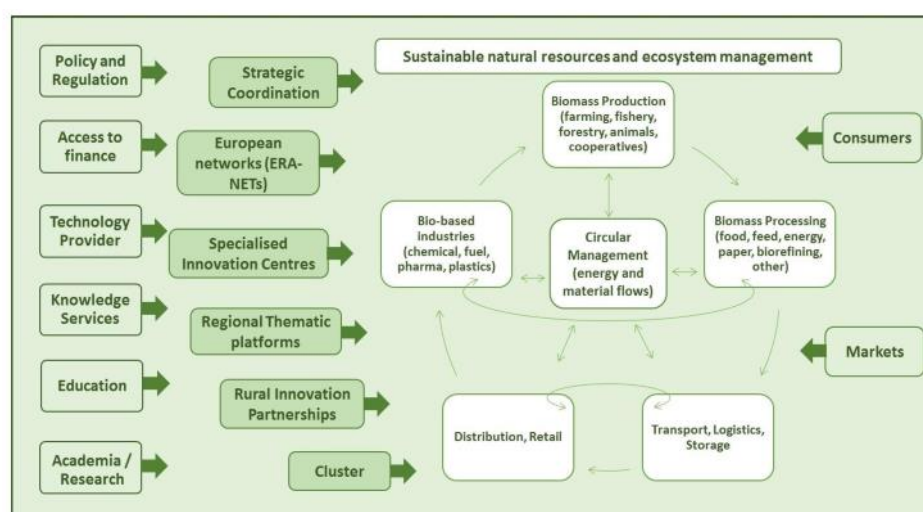 Policy and
Regulation
Access to
finance
Technology
Provider
Knowledge
Services
Education
Academia /
Research
Strategic
Coordination
European
networks (ERA-
NETs)
Specialised
Innovation Centres
Regional Thematic
platforms
Rural Innovation
Partnerships
Cluster
Sustainable natural resources and ecosystem management
Biomass Production
(farming, fishery,
forestry, animals,
cooperatives)
Bio-based
industries
(chemical, fuel,
pharma, plastics)
Circular
Management
(energy and
material flows)
Biomass Processing
(food, feed, energy,
paper, biorefining,
other)
Distribution, Retail
Transport, Logistics,
Storage
Consumers
Markets